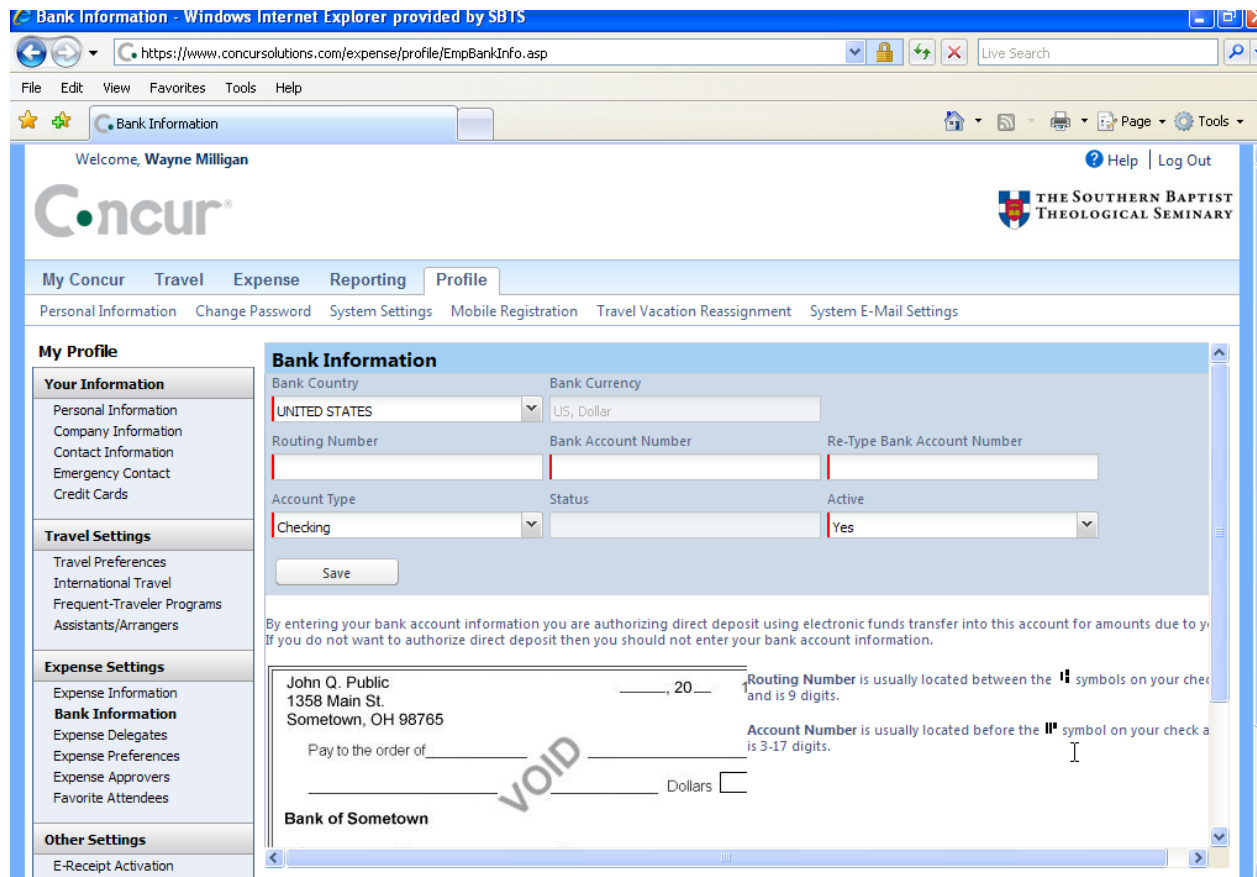 Bank Information - Windows Internet Explorer provided by SBTS
https://www.concursolutions.com/expense/profile/EmpBankInfo.asp
Live Search
File Edit View Favorites Tools Help
Bank Information
Page Tools
Welcome, Wayne Milligan
Help | Log Out
Concur®
THE SOUTHERN BAPTIST
THEOLOGICAL SEMINARY
My Concur Travel Expense Reporting Profile
Personal Information Change Password System Settings Mobile Registration Travel Vacation Reassignment System E-Mail Settings
My Profile
Your Information
Personal Information
Company Information
Contact Information
Emergency Contact
Credit Cards
Travel Settings
Travel Preferences
International Travel
Frequent-Traveler Programs
Assistants/Arrangers
Expense Settings
Expense Information
Bank Information
Expense Delegates
Expense Preferences
Expense Approvers
Favorite Attendees
Other Settings
E-Receipt Activation
Bank Information
Bank Country Bank Currency
UNITED STATES US, Dollar
Routing Number Bank Account Number Re-Type Bank Account Number
Account Type Status Active
Checking Yes
Save
By entering your bank account information you are authorizing direct deposit using electronic funds transfer into this account for amounts due to y
If you do not want to authorize direct deposit then you should not enter your bank account information.
John Q. Public
1358 Main St.
Sometown, OH 98765
_____, 20__ 1
Pay to the order of
VOID
Dollars
Bank of Sometown
Routing Number is usually located between the ⑆ symbols on your chec
and is 9 digits.
Account Number is usually located before the ⑈ symbol on your check a
is 3-17 digits.